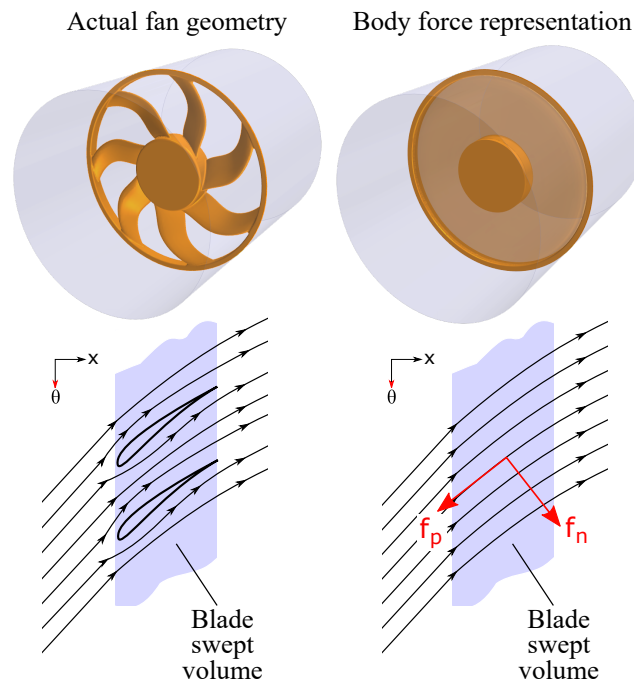 Actual fan geometry
Body force representation
x
θ
Blade
swept
volume
x
θ
f_p
f_n
Blade
swept
volume